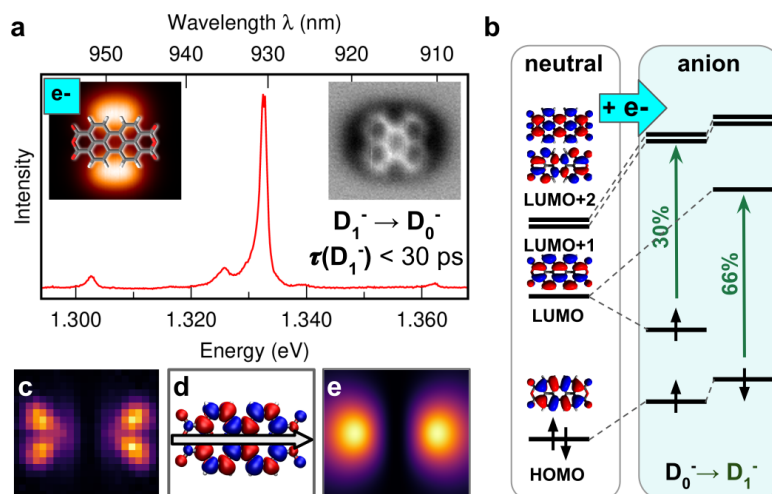 a
Wavelength λ (nm)
950 940 930 920 910
Intensity
e-
D₁⁻ → D₀⁻
τ(D₁⁻) < 30 ps
1.300 1.320 1.340 1.360
Energy (eV)
b
neutral
anion
+ e-
LUMO+2
LUMO+1
LUMO
HOMO
30%
66%
D₀⁻ → D₁⁻
c
d
e